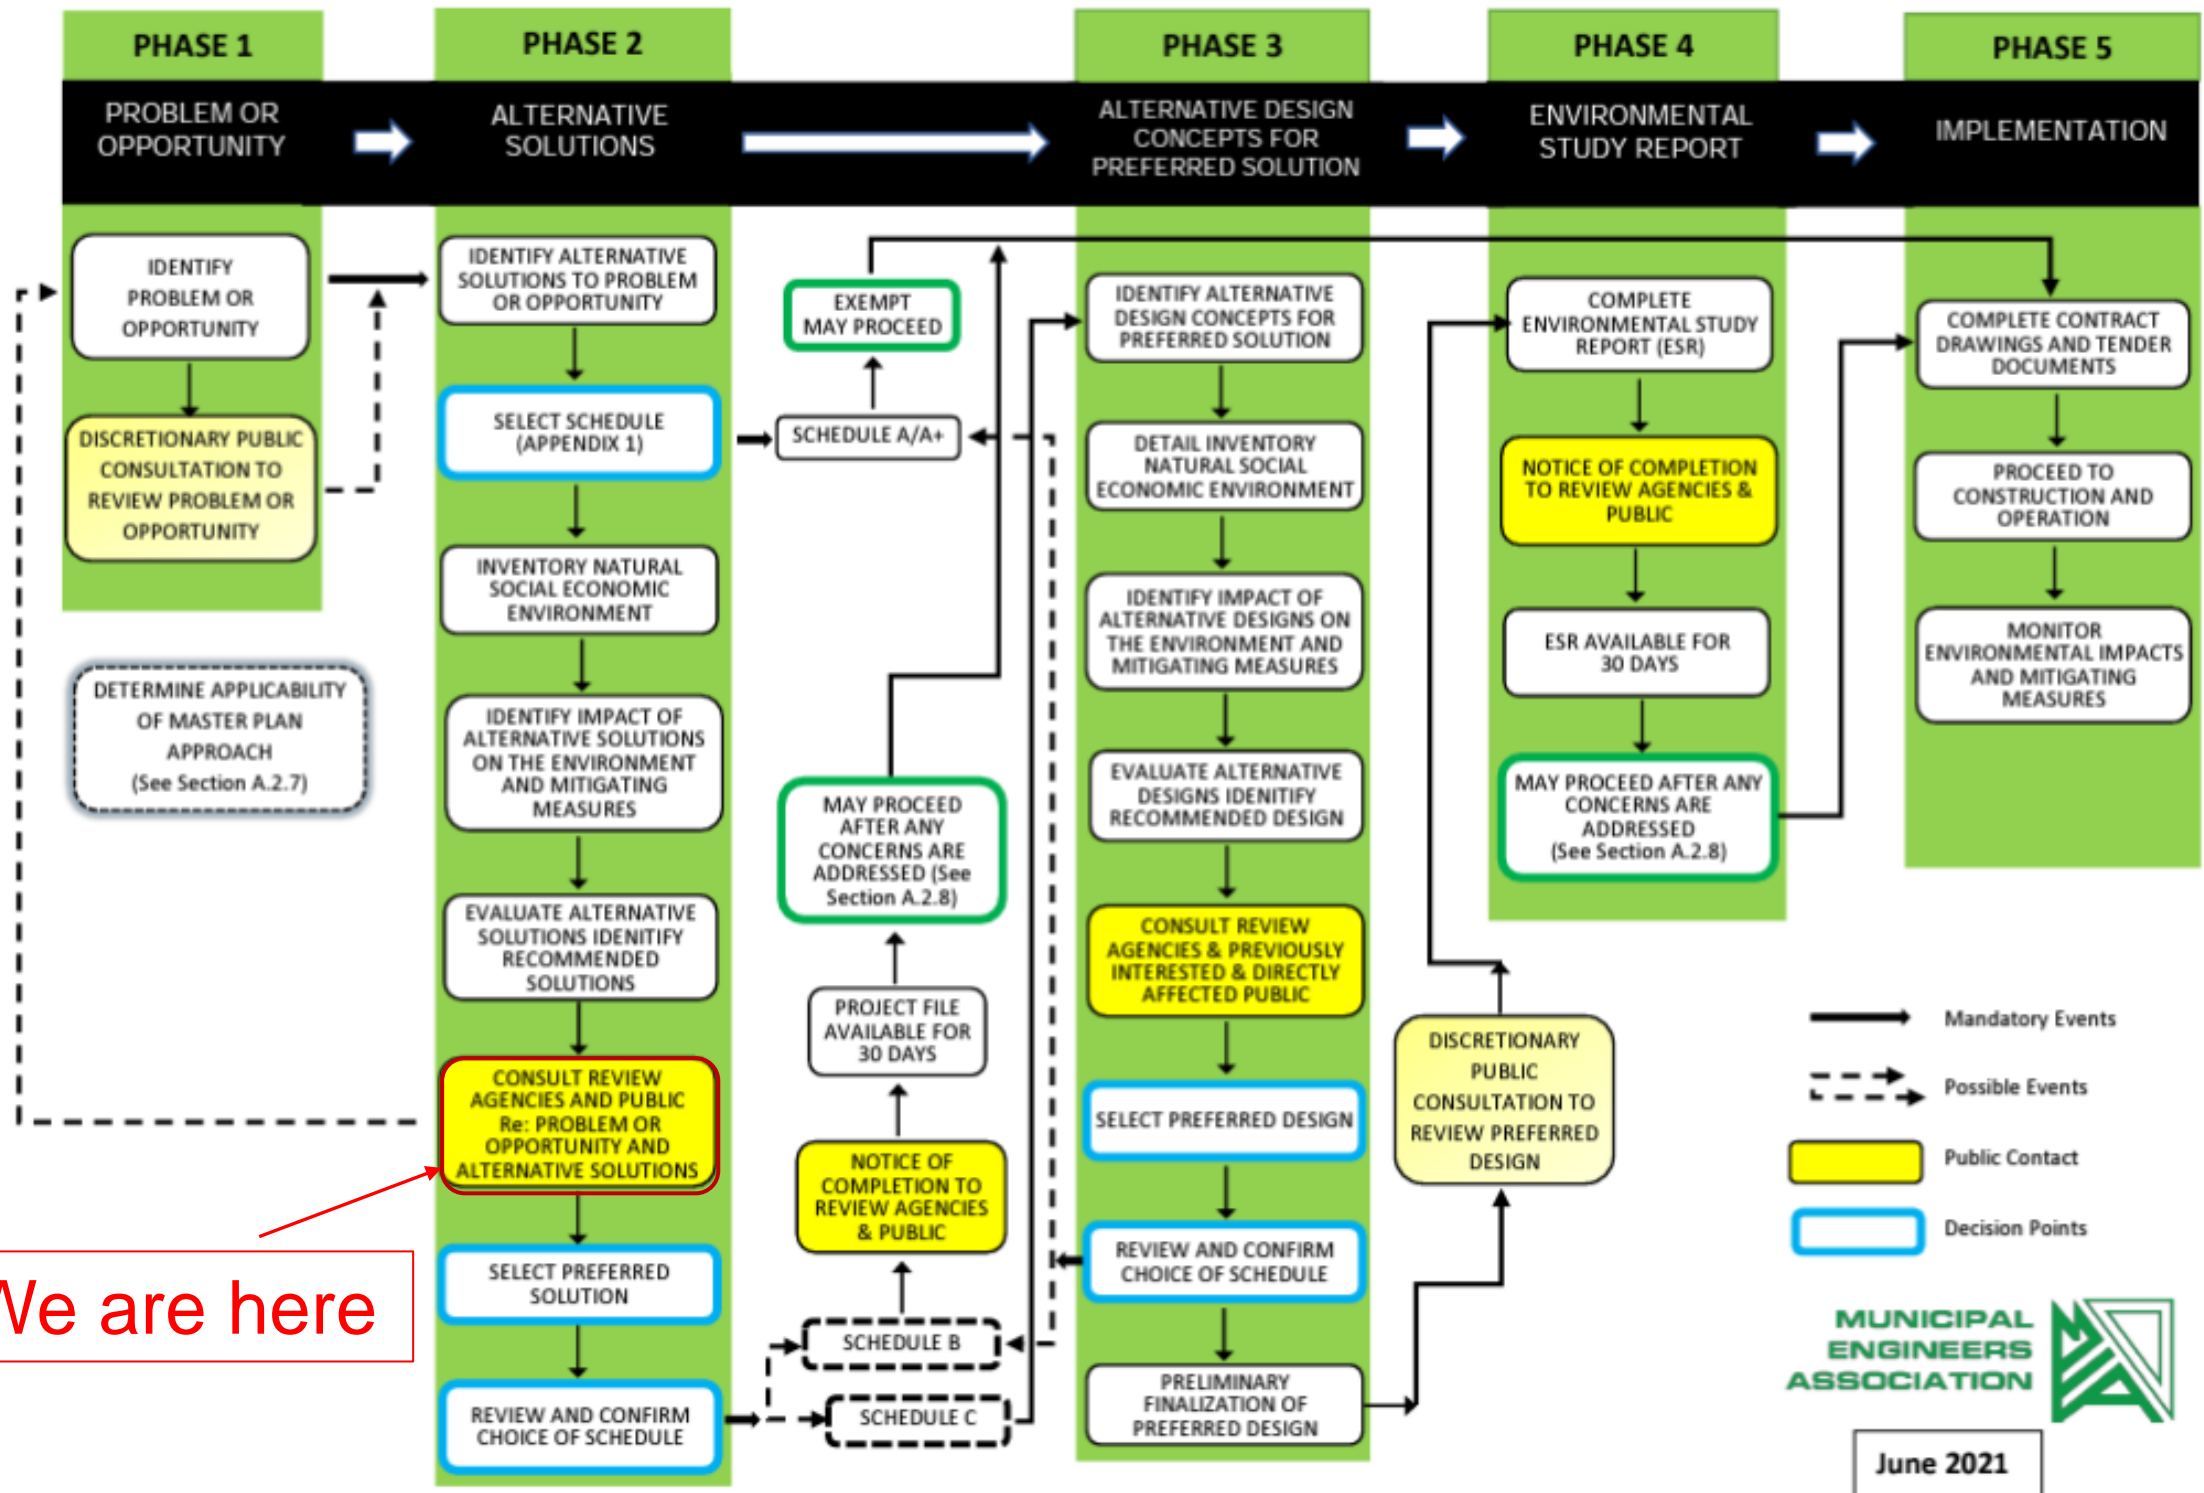 PHASE 1
PROBLEM OR
OPPORTUNITY
IDENTIFY
PROBLEM OR
OPPORTUNITY
DISCRETIONARY PUBLIC
CONSULTATION TO
REVIEW PROBLEM OR
OPPORTUNITY
DETERMINE APPLICABILITY
OF MASTER PLAN
APPROACH
(See Section A.2.7)
We are here
PHASE 2
ALTERNATIVE
SOLUTIONS
IDENTIFY ALTERNATIVE
SOLUTIONS TO PROBLEM
OR OPPORTUNITY
SELECT SCHEDULE
(APPENDIX 1)
INVENTORY NATURAL
SOCIAL ECONOMIC
ENVIRONMENT
IDENTIFY IMPACT OF
ALTERNATIVE SOLUTIONS
ON THE ENVIRONMENT
AND MITIGATING
MEASURES
EVALUATE ALTERNATIVE
SOLUTIONS IDENITIFY
RECOMMENDED
SOLUTIONS
CONSULT REVIEW
AGENCIES AND PUBLIC
Re: PROBLEM OR
OPPORTUNITY AND
ALTERNATIVE SOLUTIONS
SELECT PREFERRED
SOLUTION
REVIEW AND CONFIRM
CHOICE OF SCHEDULE
EXEMPT
MAY PROCEED
SCHEDULE A/A+
MAY PROCEED
AFTER ANY
CONCERNS ARE
ADDRESSED (See
Section A.2.8)
PROJECT FILE
AVAILABLE FOR
30 DAYS
NOTICE OF
COMPLETION TO
REVIEW AGENCIES
& PUBLIC
SCHEDULE B
SCHEDULE C
PHASE 3
ALTERNATIVE DESIGN
CONCEPTS FOR
PREFERRED SOLUTION
IDENTIFY ALTERNATIVE
DESIGN CONCEPTS FOR
PREFERRED SOLUTION
DETAIL INVENTORY
NATURAL SOCIAL
ECONOMIC ENVIRONMENT
IDENTIFY IMPACT OF
ALTERNATIVE DESIGNS ON
THE ENVIRONMENT AND
MITIGATING MEASURES
EVALUATE ALTERNATIVE
DESIGNS IDENITIFY
RECOMMENDED DESIGN
CONSULT REVIEW
AGENCIES & PREVIOUSLY
INTERESTED & DIRECTLY
AFFECTED PUBLIC
SELECT PREFERRED DESIGN
REVIEW AND CONFIRM
CHOICE OF SCHEDULE
PRELIMINARY
FINALIZATION OF
PREFERRED DESIGN
DISCRETIONARY
PUBLIC
CONSULTATION TO
REVIEW PREFERRED
DESIGN
PHASE 4
ENVIRONMENTAL
STUDY REPORT
COMPLETE
ENVIRONMENTAL STUDY
REPORT (ESR)
NOTICE OF COMPLETION
TO REVIEW AGENCIES &
PUBLIC
ESR AVAILABLE FOR
30 DAYS
MAY PROCEED AFTER ANY
CONCERNS ARE
ADDRESSED
(See Section A.2.8)
PHASE 5
IMPLEMENTATION
COMPLETE CONTRACT
DRAWINGS AND TENDER
DOCUMENTS
PROCEED TO
CONSTRUCTION AND
OPERATION
MONITOR
ENVIRONMENTAL IMPACTS
AND MITIGATING
MEASURES
Mandatory Events
Possible Events
Public Contact
Decision Points
MUNICIPAL
ENGINEERS
ASSOCIATION
June 2021